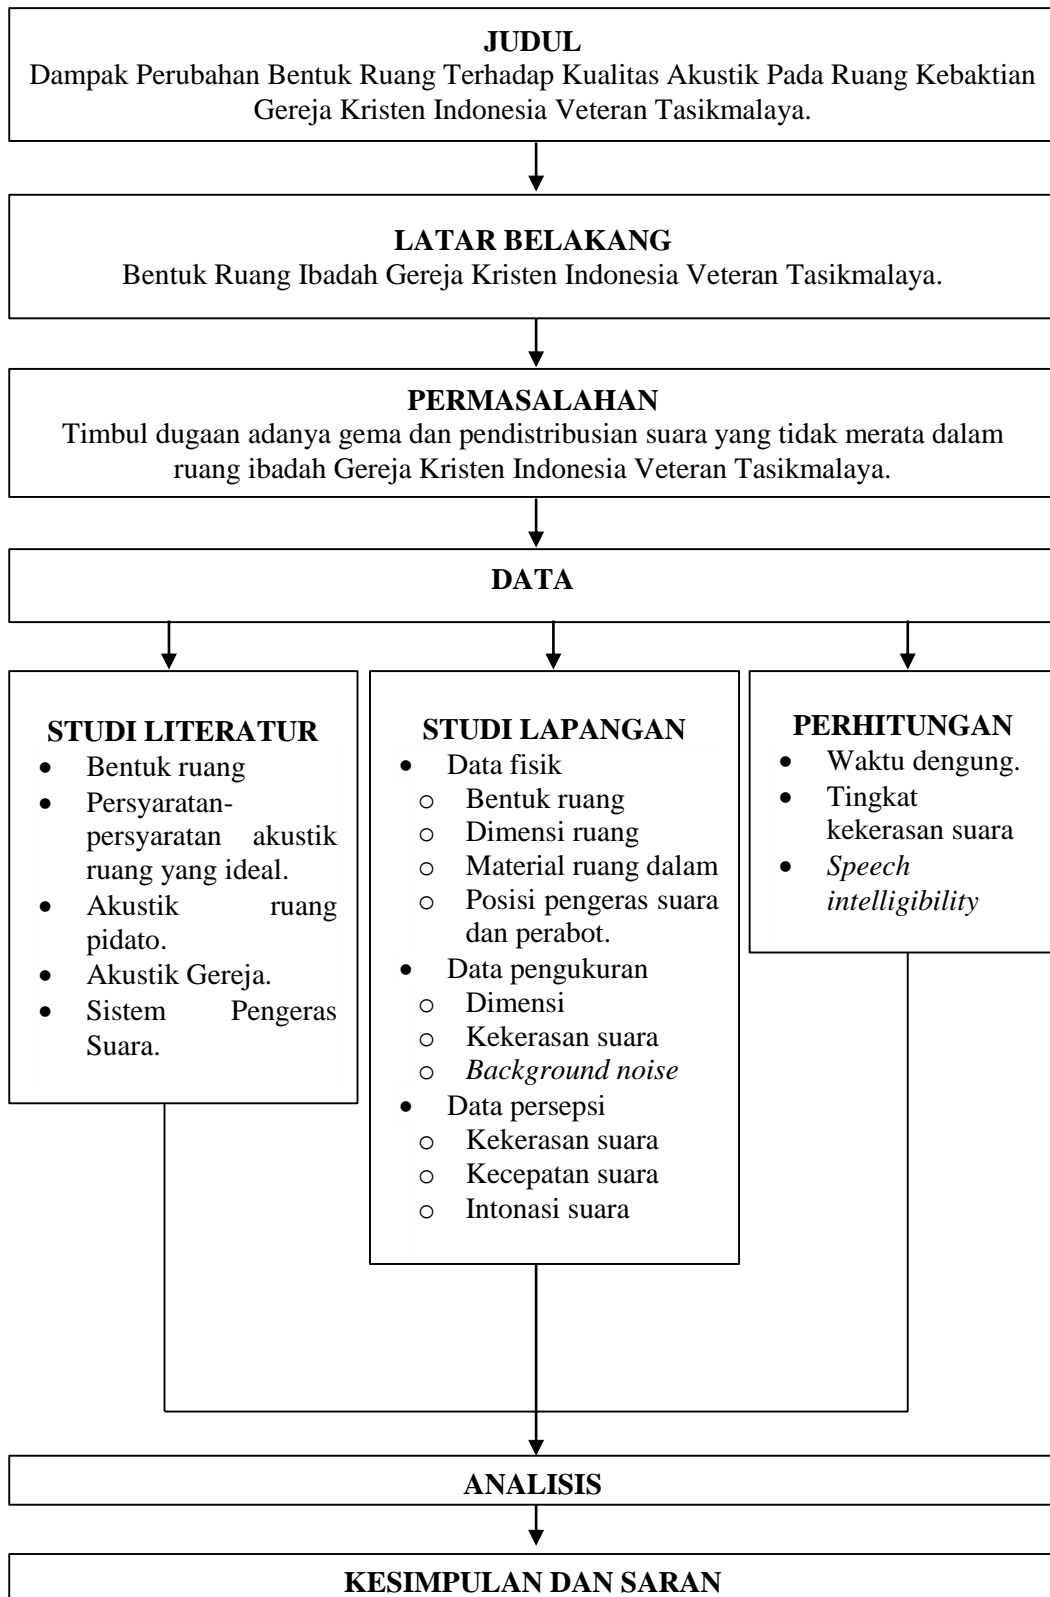 JUDUL
Dampak Perubahan Bentuk Ruang Terhadap Kualitas Akustik Pada Ruang Kebaktian
Gereja Kristen Indonesia Veteran Tasikmalaya.
LATAR BELAKANG
Bentuk Ruang Ibadah Gereja Kristen Indonesia Veteran Tasikmalaya.
PERMASALAHAN
Timbul dugaan adanya gema dan pendistribusian suara yang tidak merata dalam
ruang ibadah Gereja Kristen Indonesia Veteran Tasikmalaya.
DATA
STUDI LITERATUR
• Bentuk ruang
• Persyaratan-
persyaratan akustik
ruang yang ideal.
• Akustik ruang
pidato.
• Akustik Gereja.
• Sistem Pengeras
Suara.
STUDI LAPANGAN
• Data fisik
o Bentuk ruang
o Dimensi ruang
o Material ruang dalam
o Posisi pengeras suara
dan perabot.
• Data pengukuran
o Dimensi
o Kekerasan suara
o Background noise
• Data persepsi
o Kekerasan suara
o Kecepatan suara
o Intonasi suara
PERHITUNGAN
• Waktu dengung.
• Tingkat
kekerasan suara
• Speech
intelligibility
ANALISIS
KESIMPULAN DAN SARAN